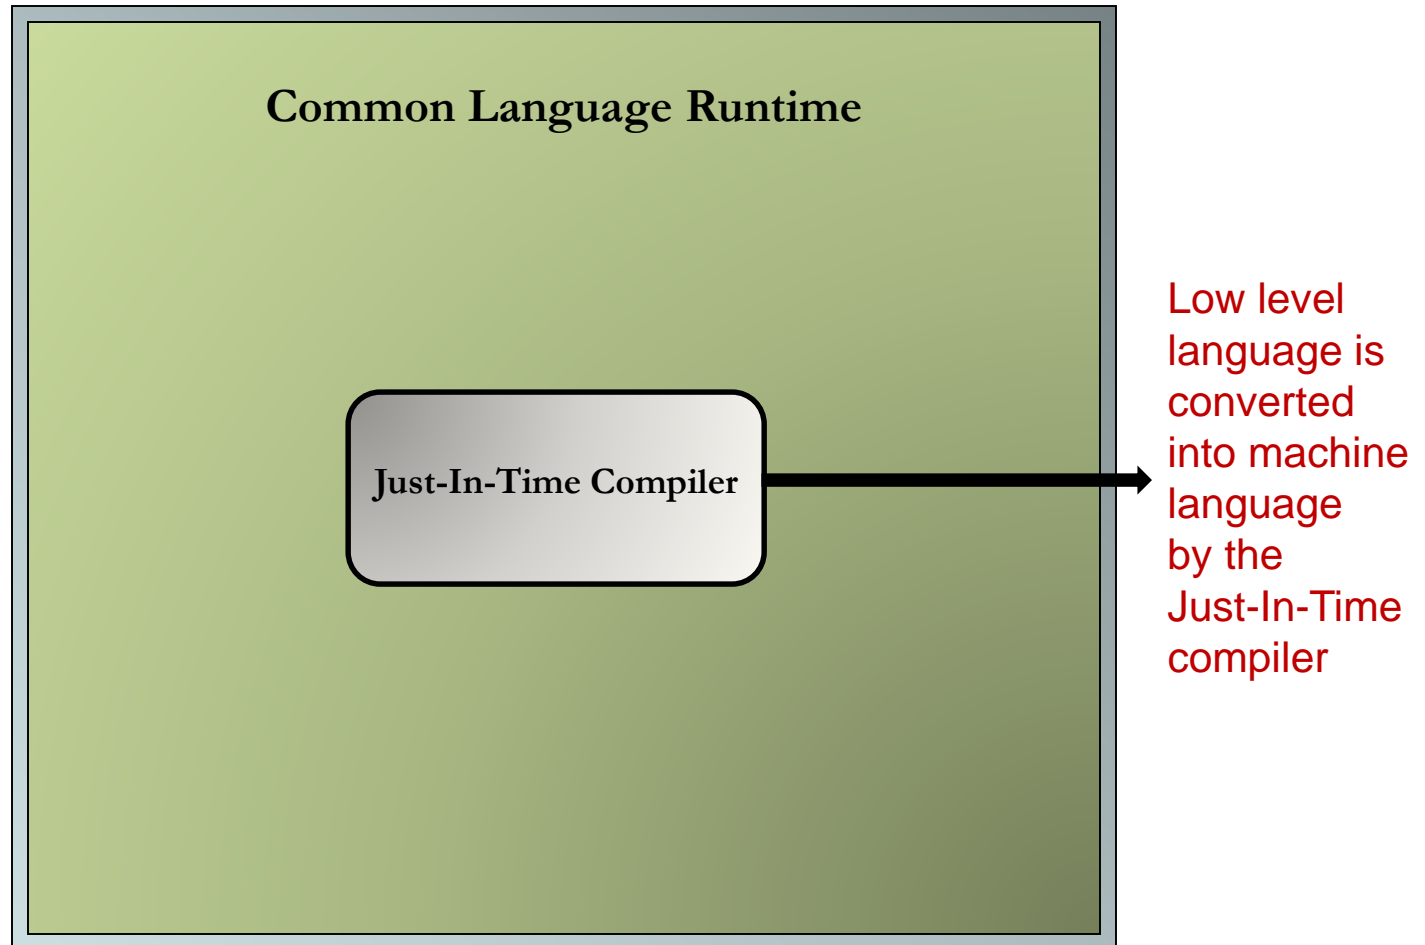 Common Language Runtime
Just-In-Time Compiler
Low level
language is
converted
into machine
language
by the
Just-In-Time
compiler